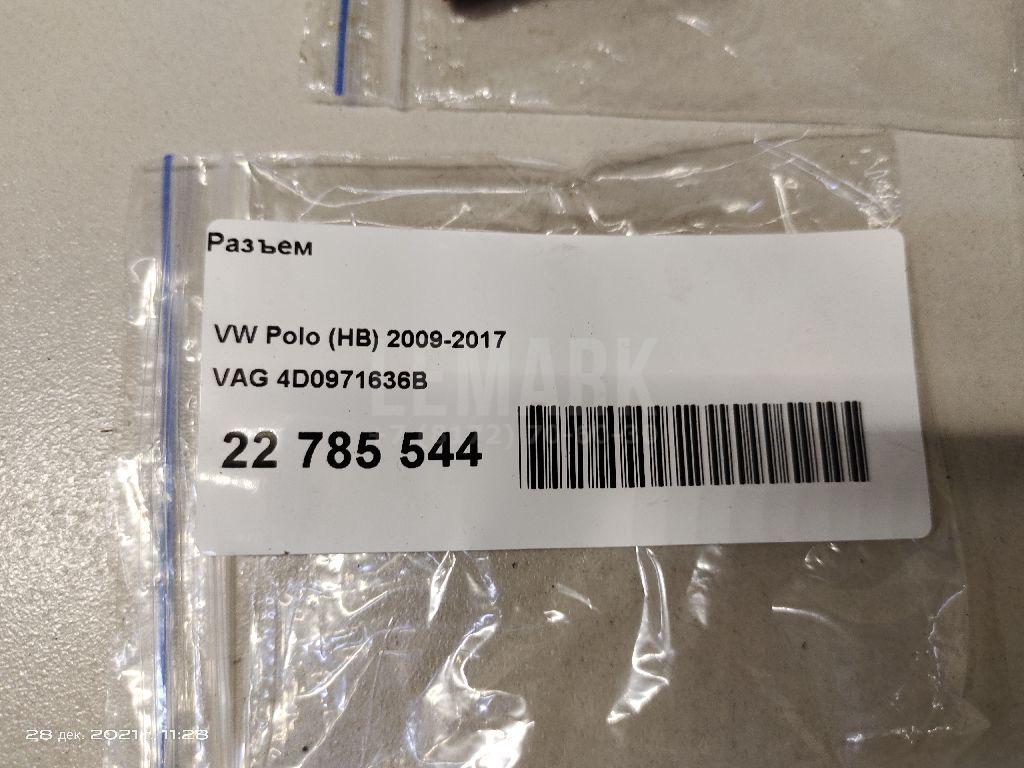 Разъем
VW Polo (HB) 2009-2017
VAG 4D0971636B
LEMARK
22 785 544
28 дек. 2021 г., 11:28